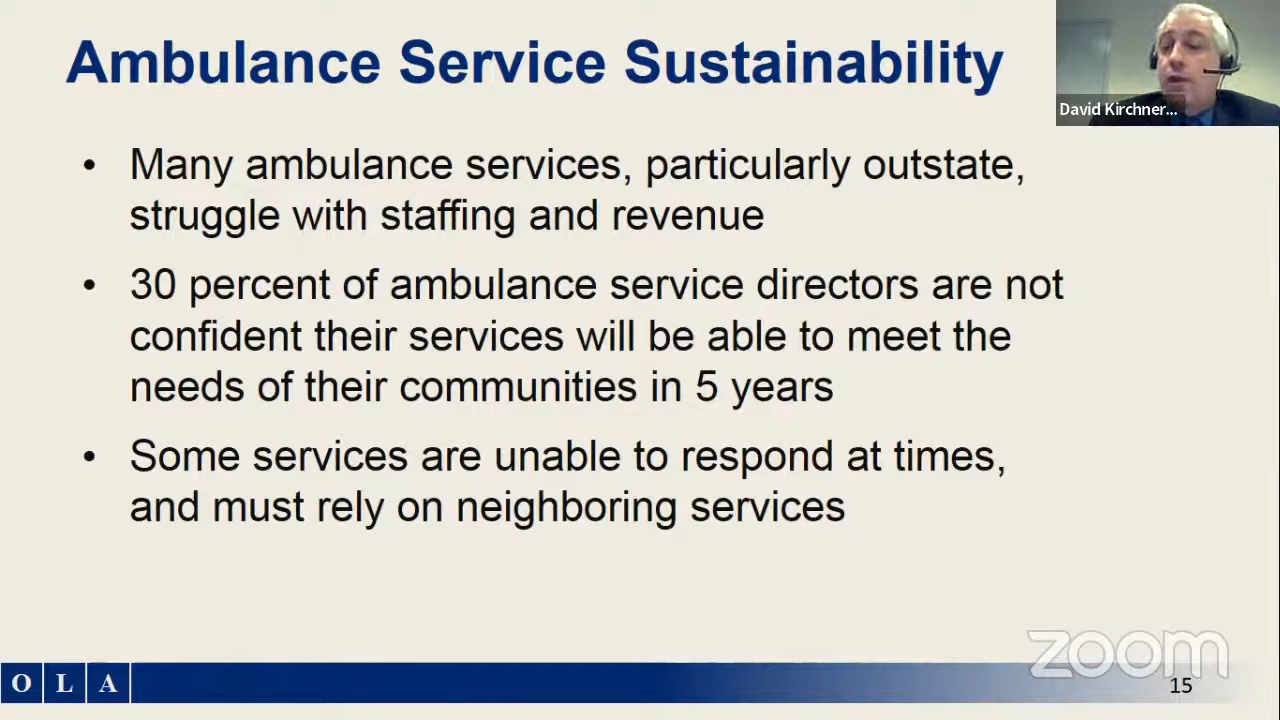 Ambulance Service Sustainability
David Kirchner...
• Many ambulance services, particularly outstate,
struggle with staffing and revenue
• 30 percent of ambulance service directors are not
confident their services will be able to meet the
needs of their communities in 5 years
• Some services are unable to respond at times,
and must rely on neighboring services
zoom
O L A
15